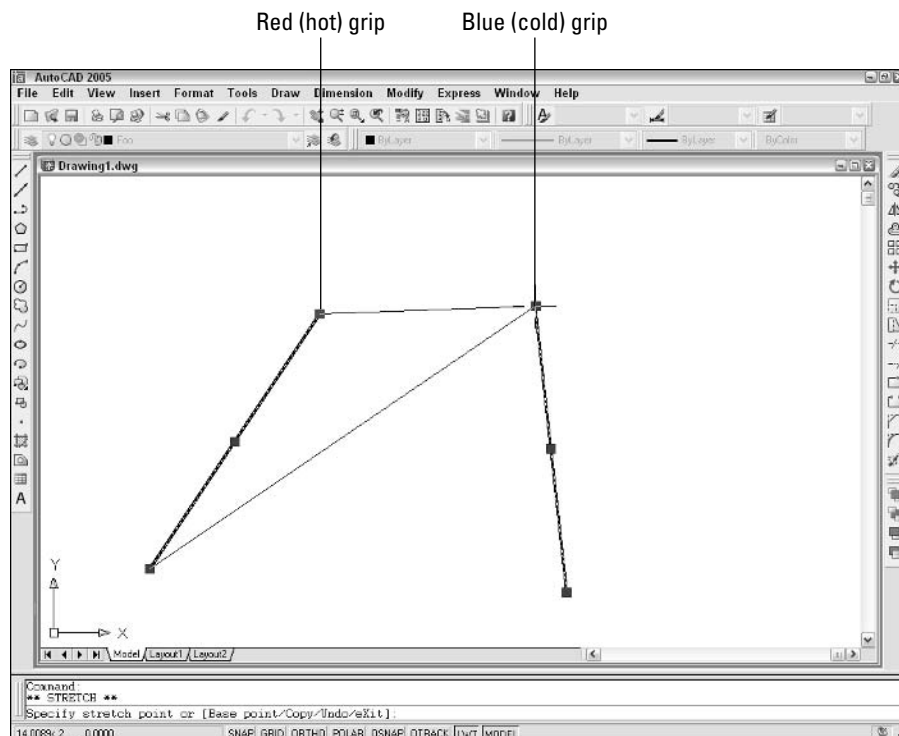 Red (hot) grip Blue (cold) grip
AutoCAD 2005
File Edit View Insert Format Tools Draw Dimension Modify Express Window Help
Foo ByLayer ByLayer ByLayer ByColor
Drawing1.dwg
Y
X
Model Layout1 Layout2
A
Command:
** STRETCH **
Specify stretch point or [Base point/Copy/Undo/eXit]:
SNAP GRID ORTHO POLAR OSNAP OTRACK LWT MODEL